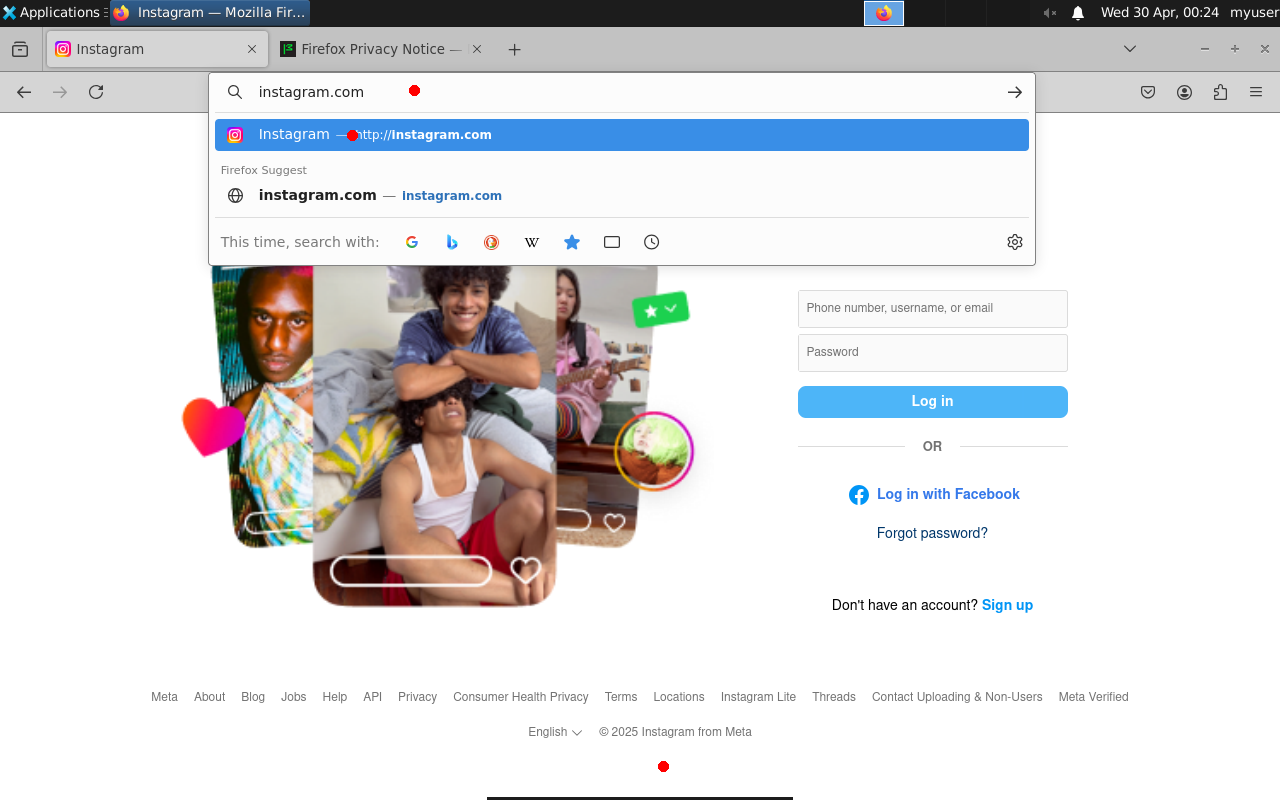 Applications
Instagram — Mozilla Fir...
Wed 30 Apr, 00:24
myuser
Instagram
Firefox Privacy Notice —
instagram.com
Instagram — http://instagram.com
Firefox Suggest
instagram.com — instagram.com
This time, search with:
Phone number, username, or email
Password
Log in
OR
Log in with Facebook
Forgot password?
Don't have an account? Sign up
Meta About Blog Jobs Help API Privacy Consumer Health Privacy Terms Locations Instagram Lite Threads Contact Uploading & Non-Users Meta Verified
English © 2025 Instagram from Meta